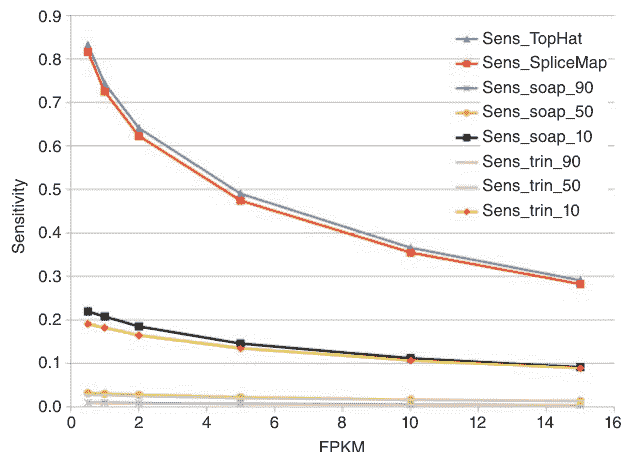 0.9
0.8
0.7
0.6
0.5
0.4
0.3
0.2
0.1
0.0
Sensitivity
Sens_TopHat
Sens_SpliceMap
Sens_soap_90
Sens_soap_50
Sens_soap_10
Sens_trin_90
Sens_trin_50
Sens_trin_10
0 2 4 6 8 10 12 14 16
FPKM